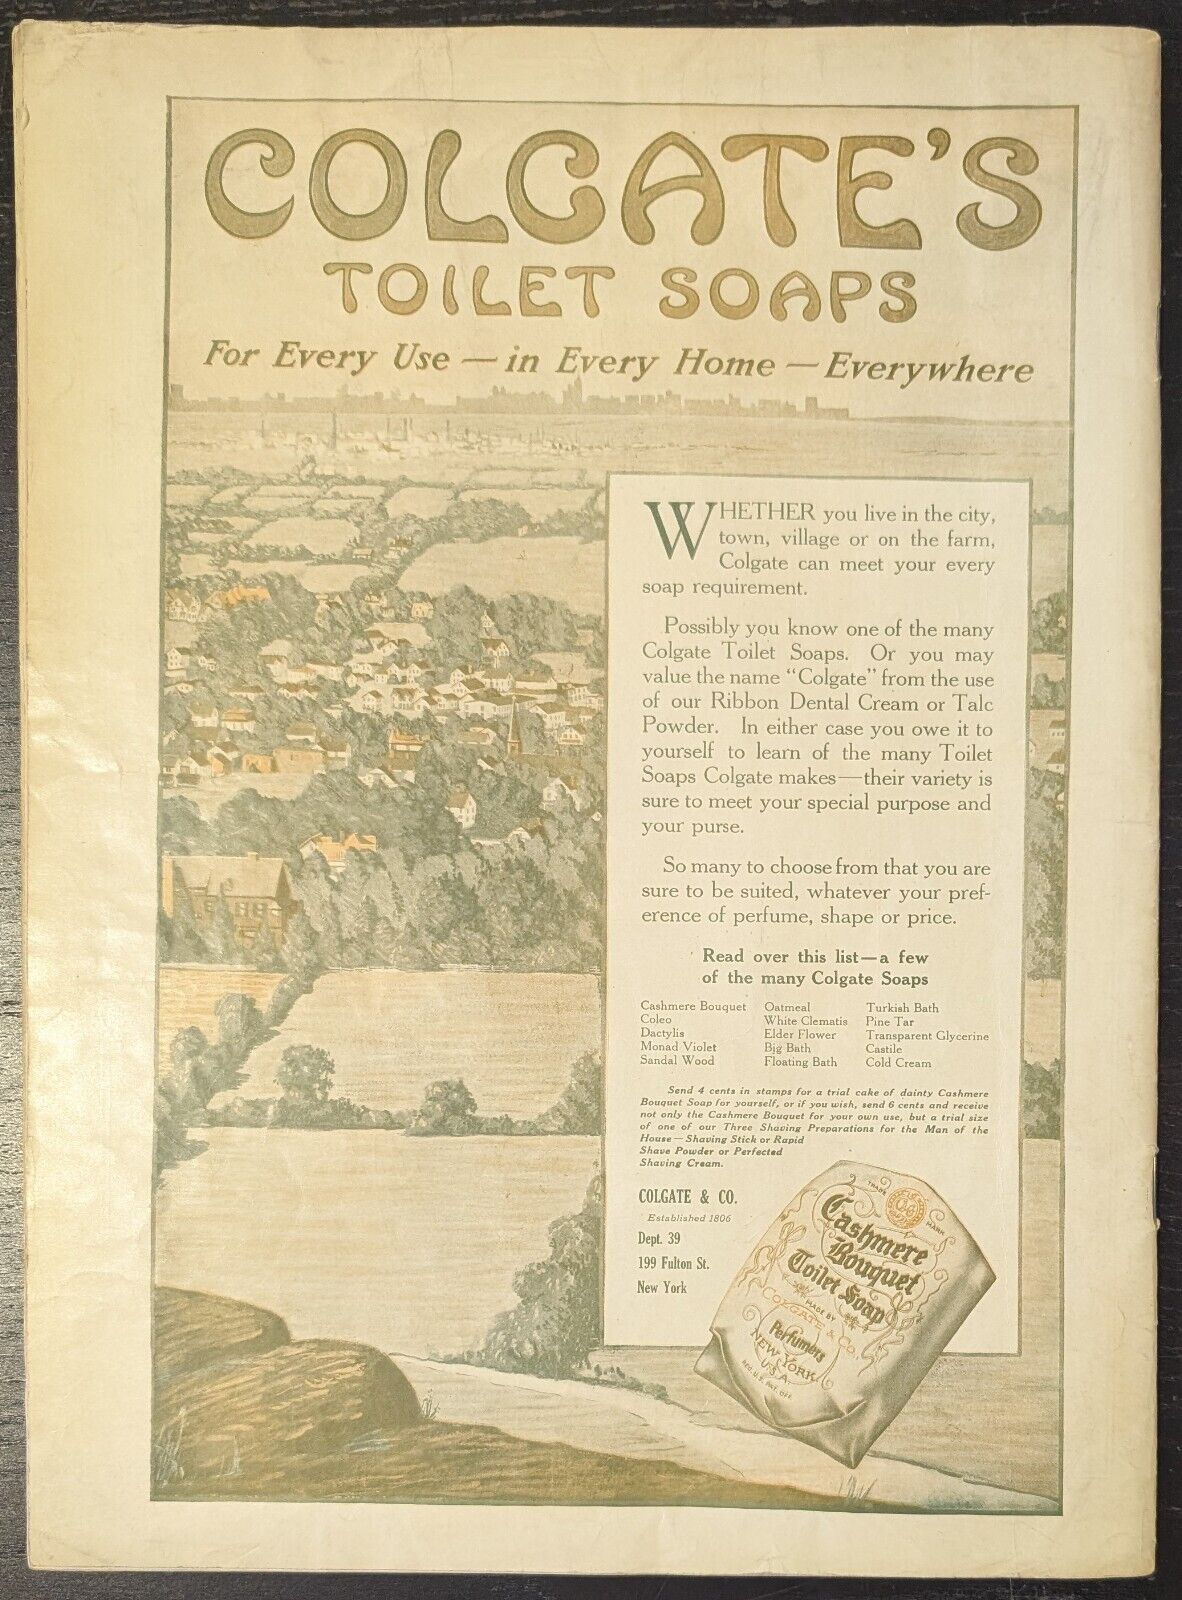 COLGATE'S
TOILET SOAPS
For Every Use — in Every Home — Everywhere
WHETHER you live in the city,
town, village or on the farm,
Colgate can meet your every
soap requirement.
Possibly you know one of the many
Colgate Toilet Soaps. Or you may
value the name "Colgate" from the use
of our Ribbon Dental Cream or Talc
Powder. In either case you owe it to
yourself to learn of the many Toilet
Soaps Colgate makes—their variety is
sure to meet your special purpose and
your purse.
So many to choose from that you are
sure to be suited, whatever your pref-
erence of perfume, shape or price.
Read over this list—a few
of the many Colgate Soaps
Cashmere Bouquet Oatmeal Turkish Bath
Coleo White Clematis Pine Tar
Dactylis Elder Flower Transparent Glycerine
Monad Violet Big Bath Castile
Sandal Wood Floating Bath Cold Cream
Send 4 cents in stamps for a trial cake of dainty Cashmere
Bouquet Soap for yourself, or if you wish, send 6 cents and receive
not only the Cashmere Bouquet for your own use, but a trial size
of one of our Three Shaving Preparations for the Man of the
House—Shaving Stick or Rapid
Shave Powder or Perfected
Shaving Cream.
COLGATE & CO.
Established 1806
Dept. 39
199 Fulton St.
New York
TRADE MARK
Cashmere
Bouquet
Toilet Soap
MADE BY
COLGATE & CO.
Perfumers
NEW YORK
U.S.A.
REG. U.S. PAT. OFF.